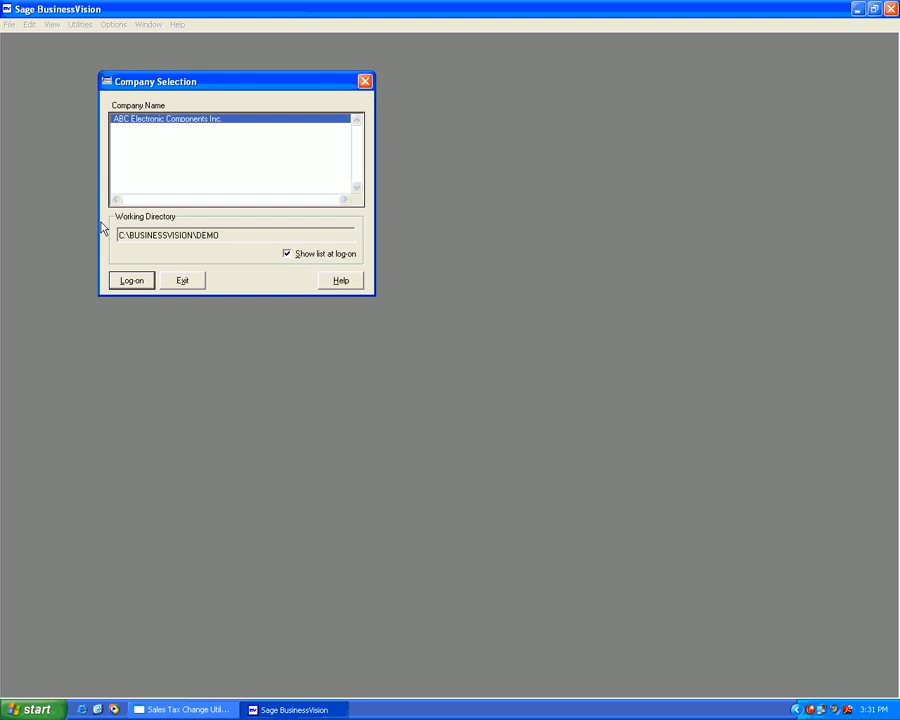 Sage BusinessVision
File Edit View Utilities Options Window Help
Company Selection
Company Name
ABC Electronic Components Inc.
Working Directory
C:\BUSINESSVISION\DEMO
Show list at log-on
Log-on Exit Help
start Sales Tax Change Util... Sage BusinessVision 3:31 PM